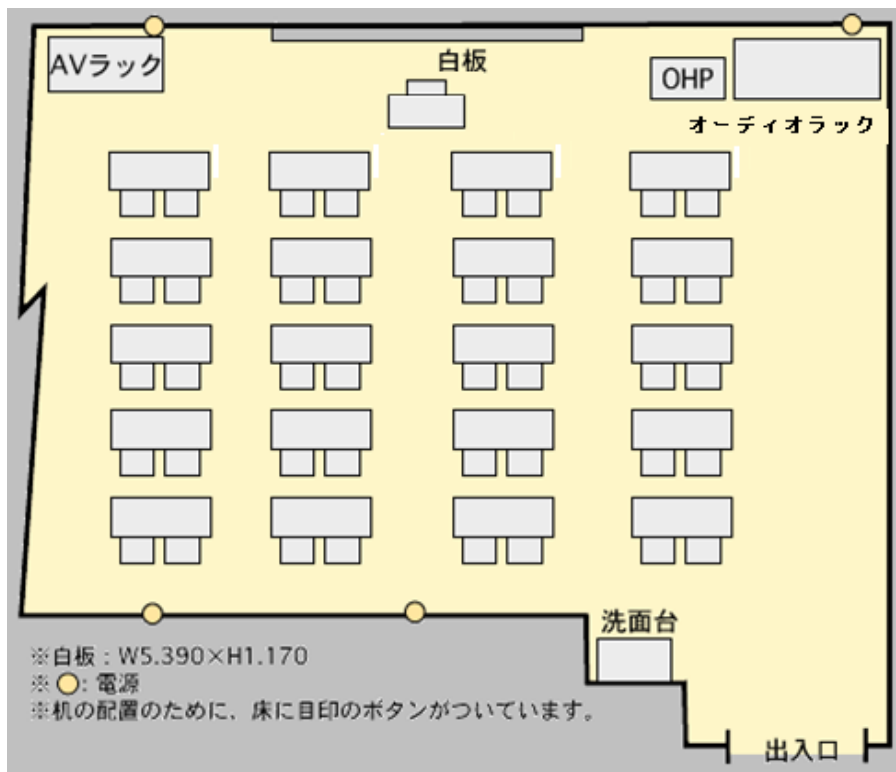 AVラック
白板
OHP
オーディオラック
洗面台
※白板：W5.390×H1.170
※○：電源
※机の配置のために、床に目印のボタンがついています。
出入口